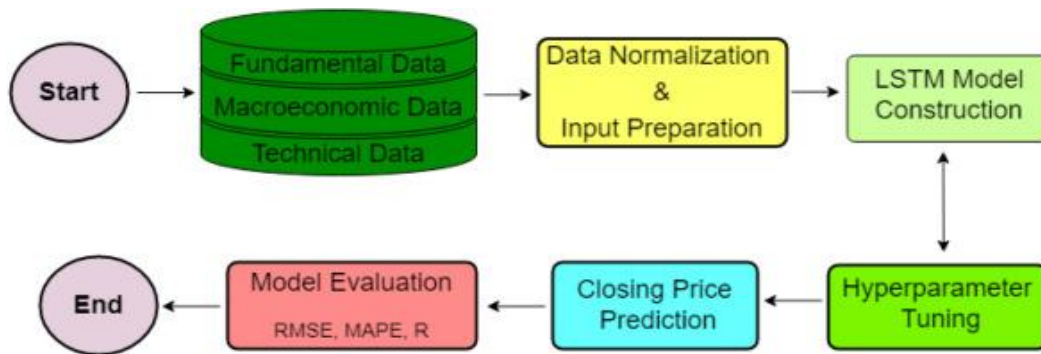 Start
Fundamental Data
Macroeconomic Data
Technical Data
Data Normalization
&
Input Preparation
LSTM Model
Construction
Hyperparameter
Tuning
Closing Price
Prediction
Model Evaluation
RMSE, MAPE, R
End